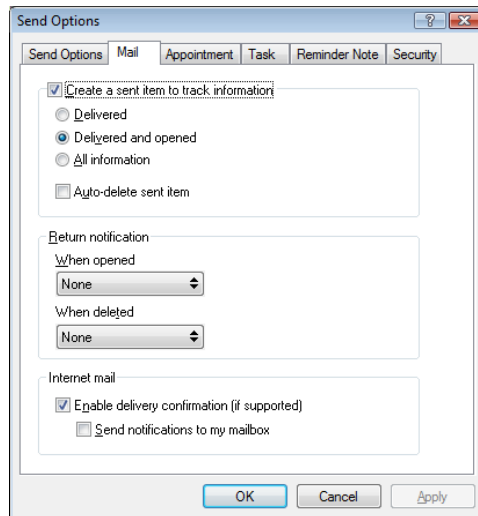 Send Options
Send Options Mail Appointment Task Reminder Note Security
Create a sent item to track information
Delivered
Delivered and opened
All information
Auto-delete sent item
Return notification
When opened
None
When deleted
None
Internet mail
Enable delivery confirmation (if supported)
Send notifications to my mailbox
OK Cancel Apply